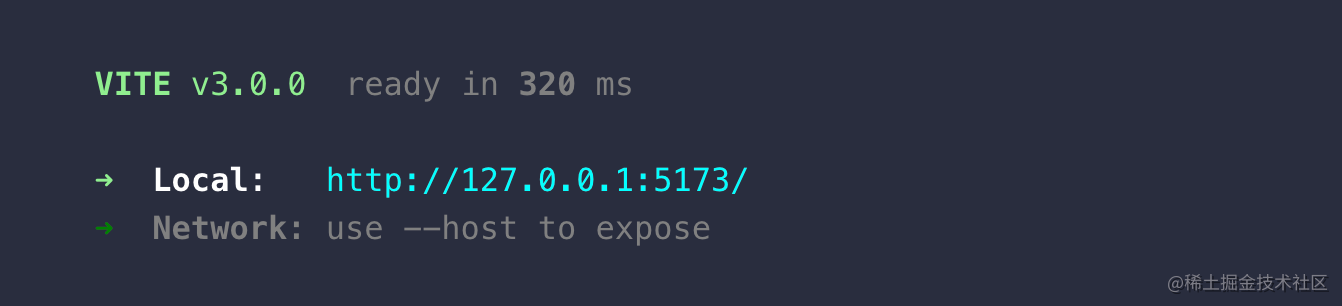 VITE v3.0.0  ready in 320 ms
➜  Local:   http://127.0.0.1:5173/
➜  Network: use --host to expose
@稀土掘金技术社区